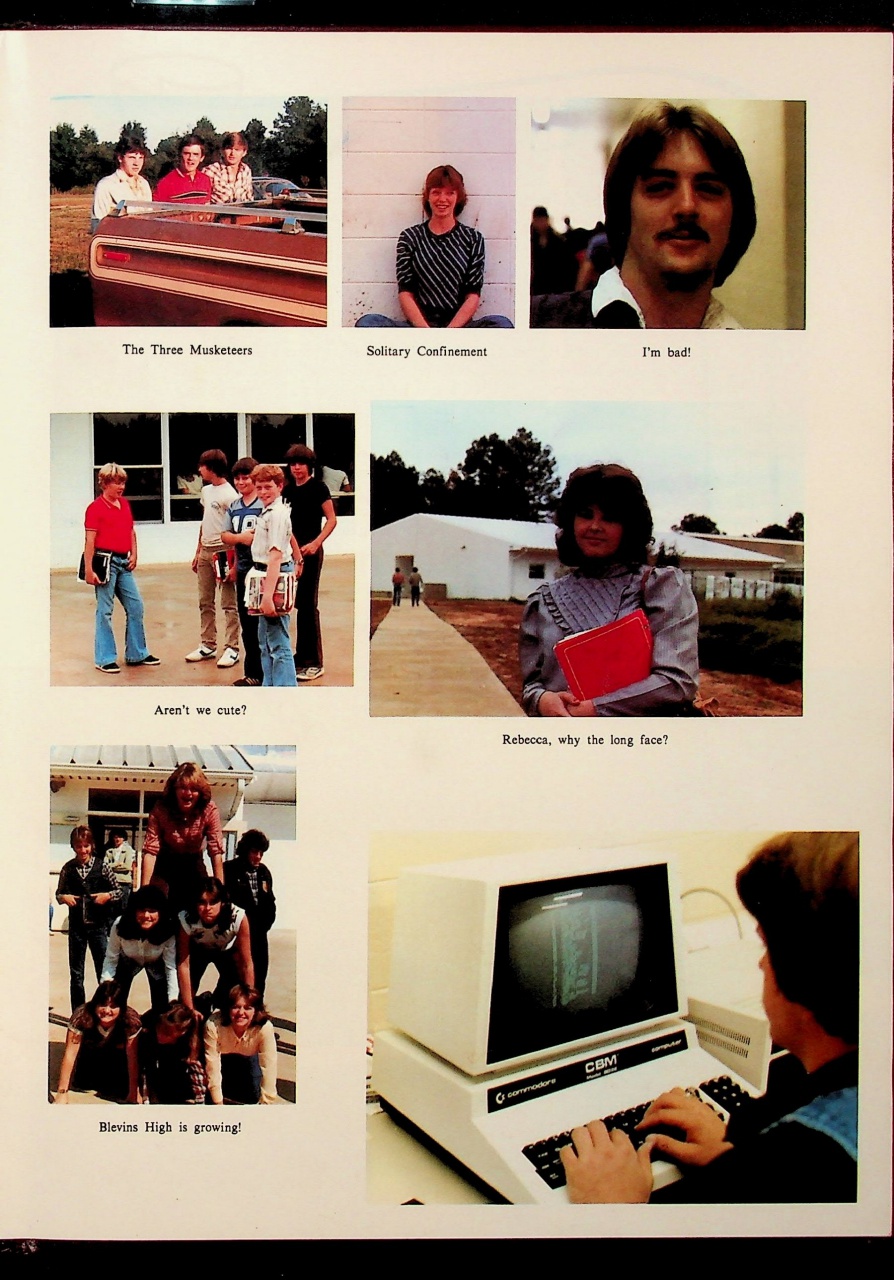 The Three Musketeers
Solitary Confinement
I'm bad!
Aren't we cute?
Rebecca, why the long face?
Blevins High is growing!
commodore
CBM
Model
computer